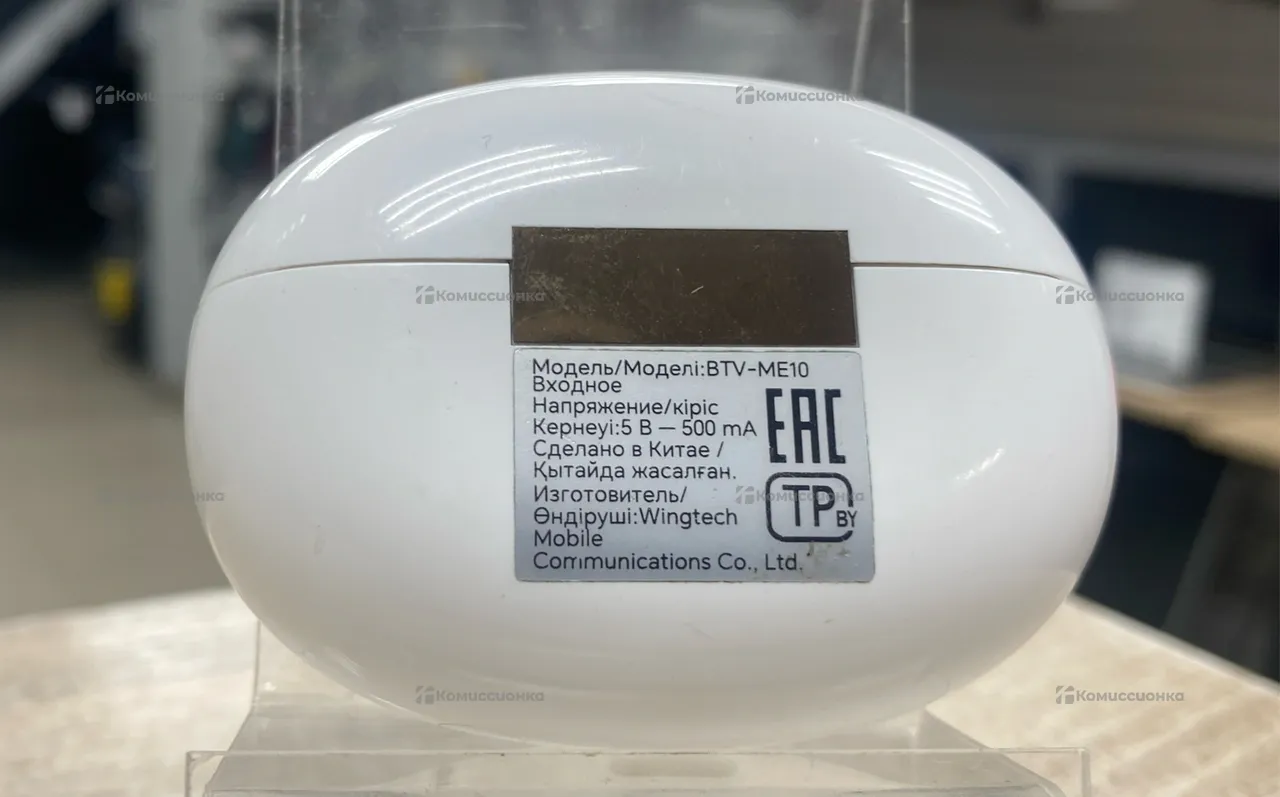 Комиссионка
Комиссионка
Комиссионка
Комиссионка
Модель/Моделі:BTV-ME10
Входное
Напряжение/кіріс
Кернеуі:5 В — 500 mA
Сделано в Китае /
Қытайда жасалған.
Изготовитель/
Өндіруші:Wingtech
Mobile
Communications Co., Ltd.
EAC
TP BY
Комиссионка
Комиссионка